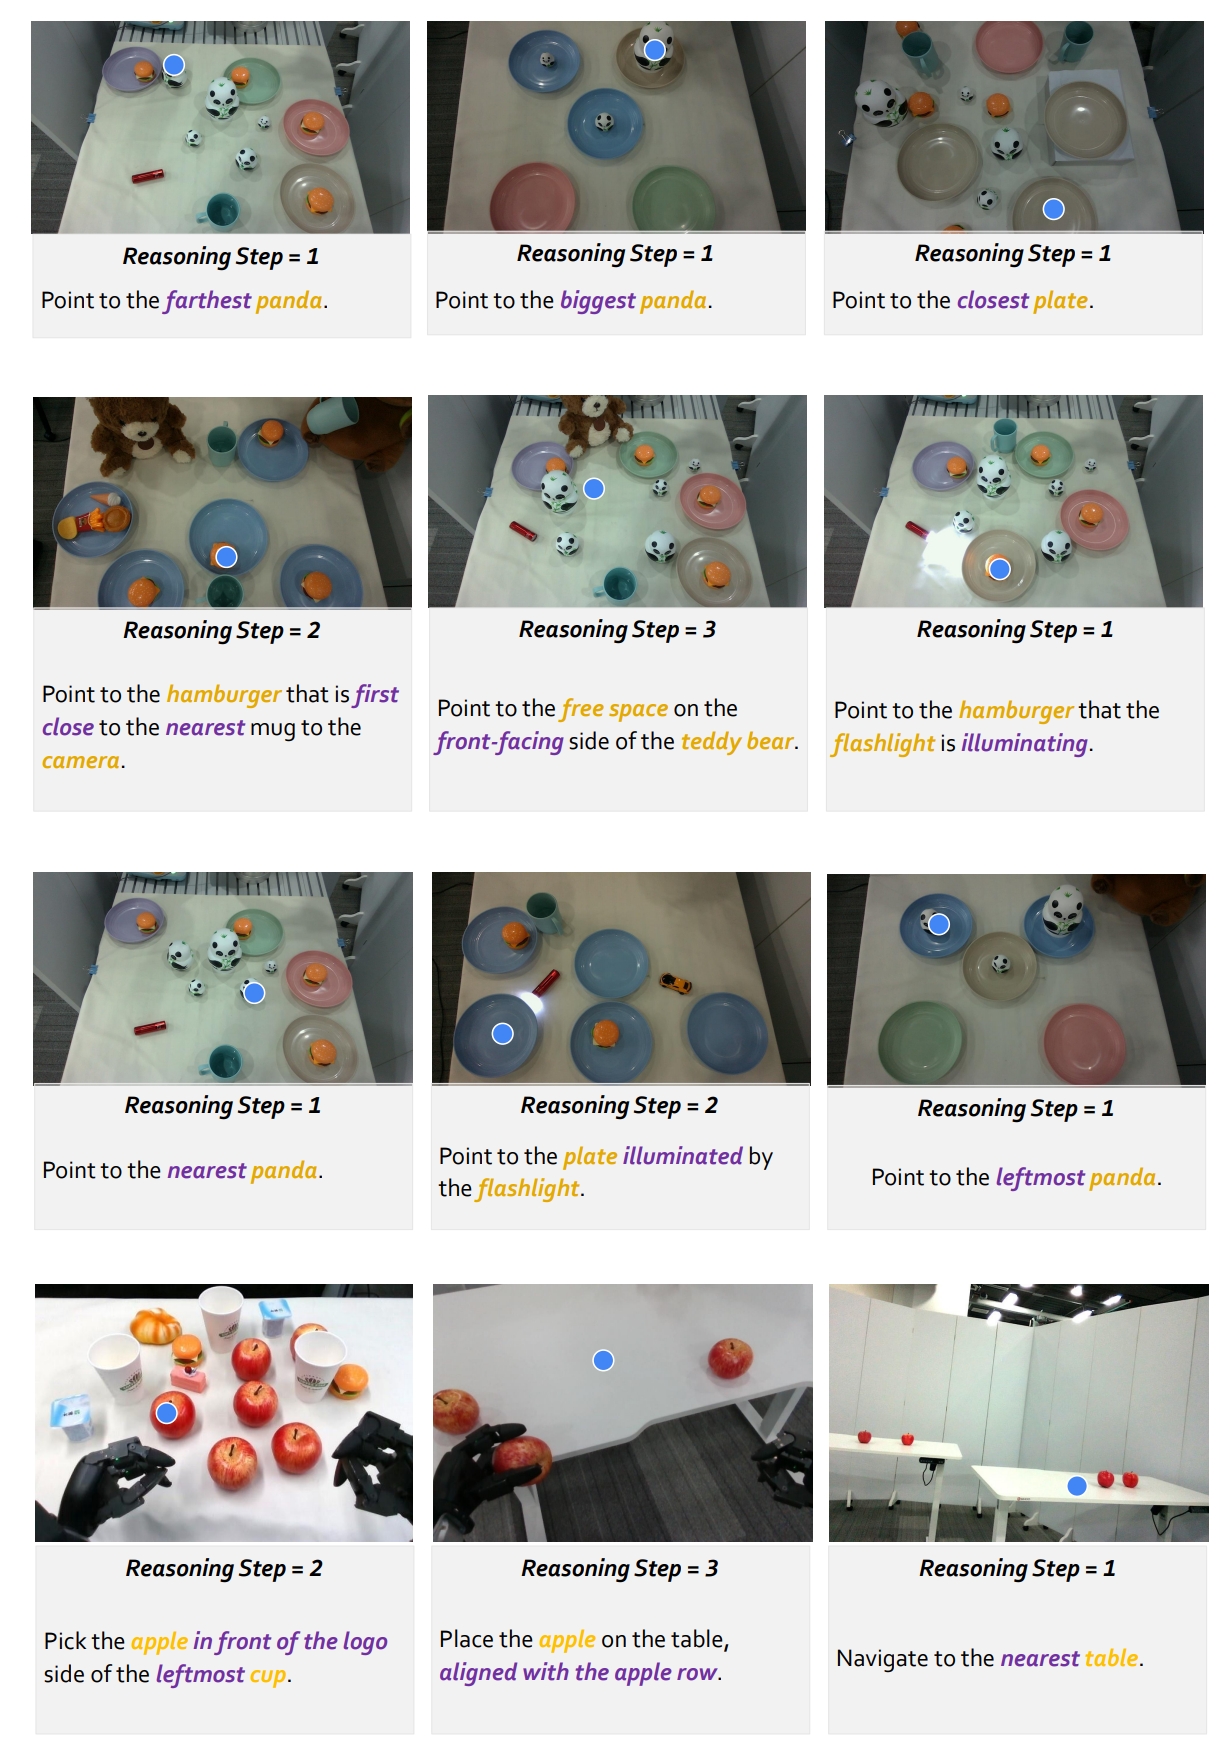 Reasoning Step = 1
Point to the farthest panda.
Reasoning Step = 1
Point to the biggest panda.
Reasoning Step = 1
Point to the closest plate.
Reasoning Step = 2
Point to the hamburger that is first
close to the nearest mug to the
camera.
Reasoning Step = 3
Point to the free space on the
front-facing side of the teddy bear.
Reasoning Step = 1
Point to the hamburger that the
flashlight is illuminating.
Reasoning Step = 1
Point to the nearest panda.
Reasoning Step = 2
Point to the plate illuminated by
the flashlight.
Reasoning Step = 1
Point to the leftmost panda.
Reasoning Step = 2
Pick the apple in front of the logo
side of the leftmost cup.
Reasoning Step = 3
Place the apple on the table,
aligned with the apple row.
Reasoning Step = 1
Navigate to the nearest table.